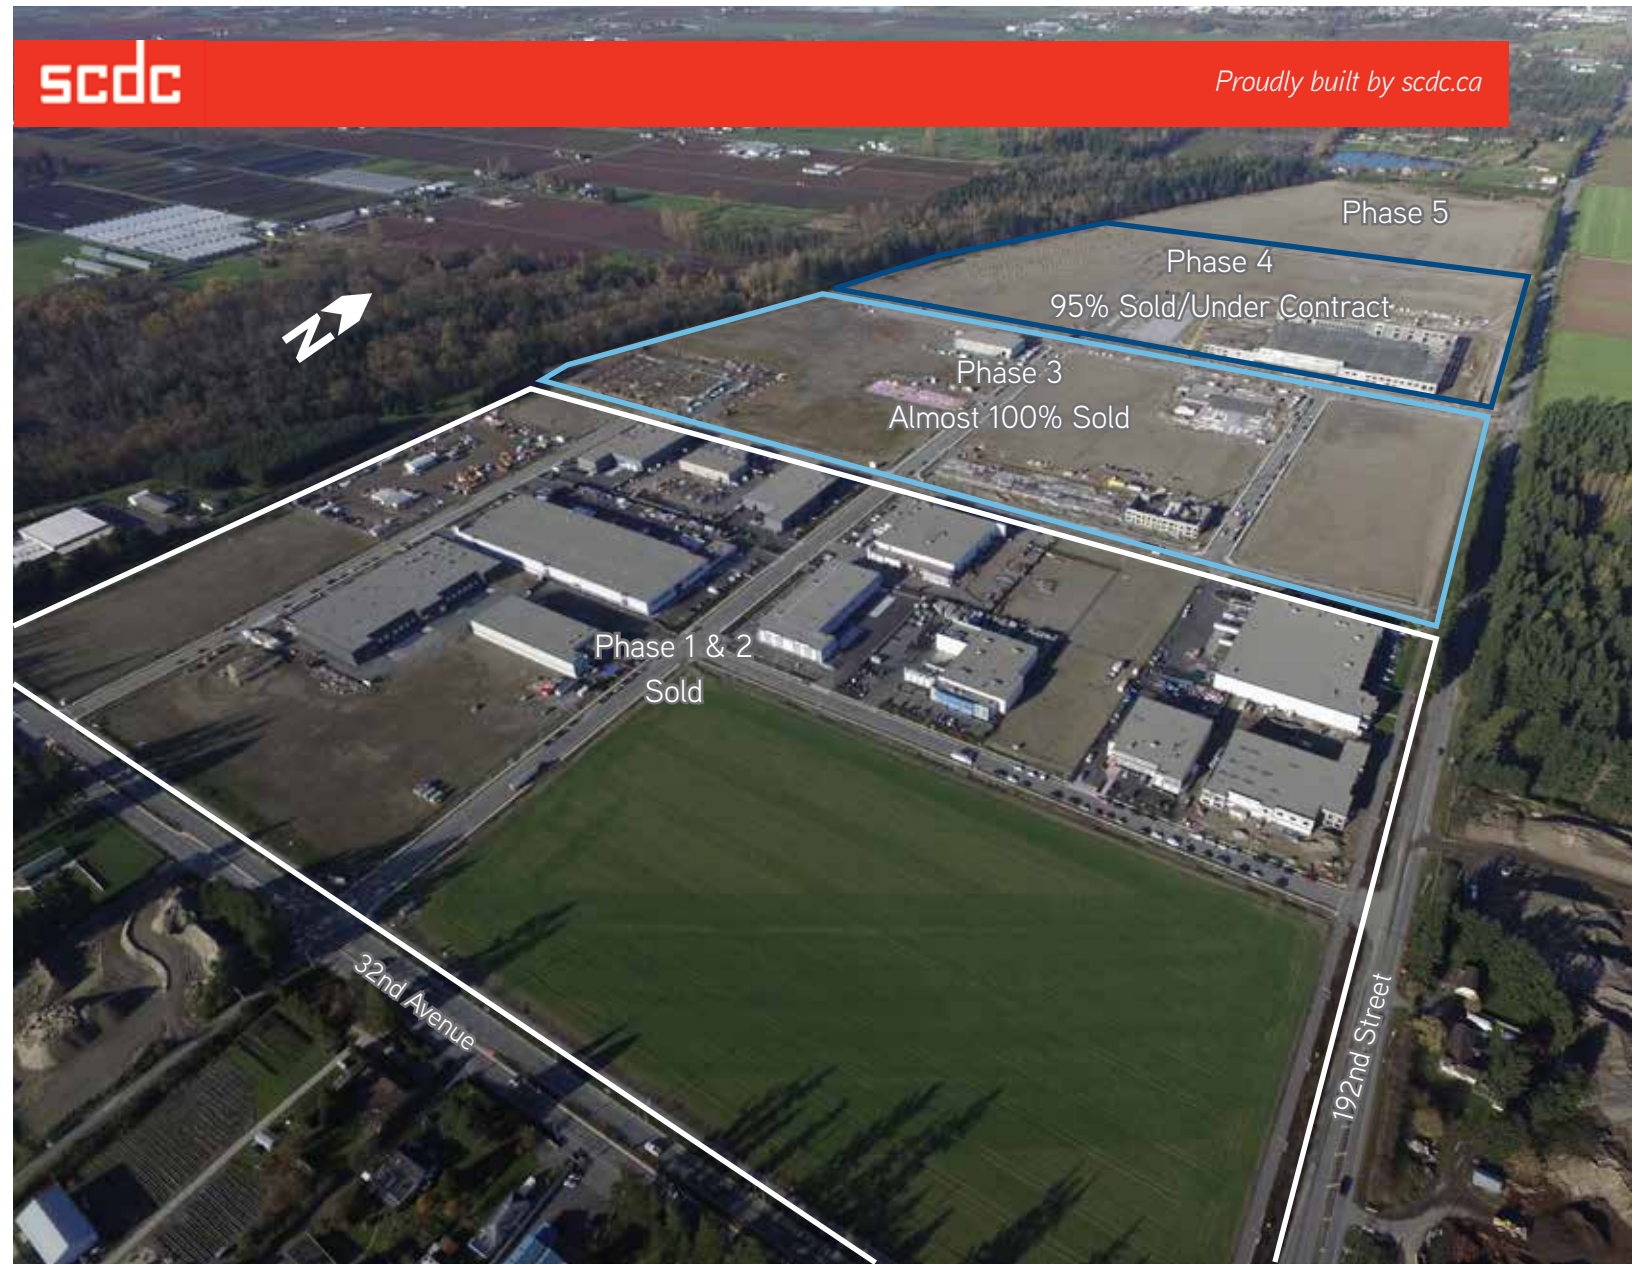 scdc
Proudly built by scdc.ca
Phase 5
Phase 4
95% Sold/Under Contract
N
Phase 3
Almost 100% Sold
Phase 1 & 2
Sold
32nd Avenue
192nd Street